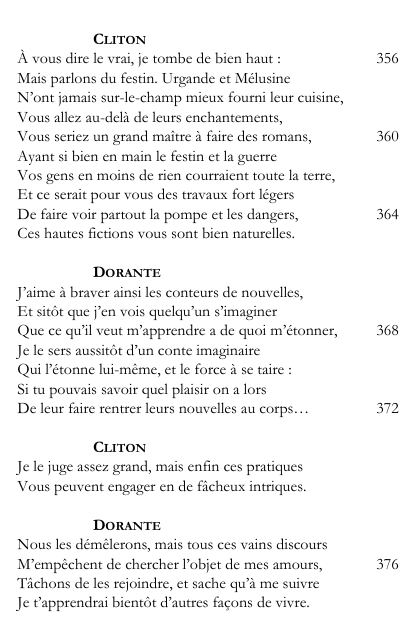 CLITON
À vous dire le vrai, je tombe de bien haut : 356
Mais parlons du festin. Urgande et Mélusine
N’ont jamais sur-le-champ mieux fourni leur cuisine,
Vous allez au-delà de leurs enchantements,
Vous seriez un grand maître à faire des romans, 360
Ayant si bien en main le festin et la guerre
Vos gens en moins de rien courraient toute la terre,
Et ce serait pour vous des travaux fort légers
De faire voir partout la pompe et les dangers, 364
Ces hautes fictions vous sont bien naturelles.
DORANTE
J’aime à braver ainsi les conteurs de nouvelles,
Et sitôt que j’en vois quelqu’un s’imaginer
Que ce qu’il veut m’apprendre a de quoi m’étonner, 368
Je le sers aussitôt d’un conte imaginaire
Qui l’étonne lui-même, et le force à se taire :
Si tu pouvais savoir quel plaisir on a lors
De leur faire rentrer leurs nouvelles au corps… 372
CLITON
Je le juge assez grand, mais enfin ces pratiques
Vous peuvent engager en de fâcheux intriques.
DORANTE
Nous les démêlerons, mais tous ces vains discours
M’empêchent de chercher l’objet de mes amours, 376
Tâchons de les rejoindre, et sache qu’à me suivre
Je t’apprendrai bientôt d’autres façons de vivre.